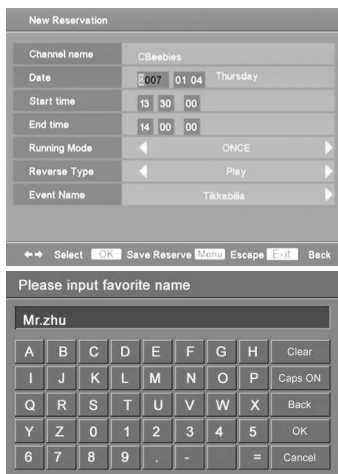 New Reservation
Channel name CBeebies
Date 2007 01 04 Thursday
Start time 13 30 00
End time 14 00 00
Running Mode ONCE
Reverse Type Play
Event Name Tikkabilla
Select OK Save Reserve Menu Escape Exit Back
Please input favorite name
Mr.zhu
A B C D E F G H Clear
I J K L M N O P Caps ON
Q R S T U V W X Back
Y Z 0 1 2 3 4 5 OK
6 7 8 9 . - = Cancel